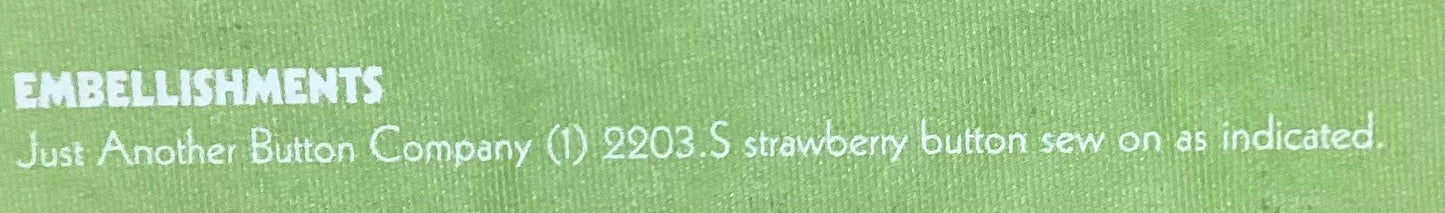 EMBELLISHMENTS
Just Another Button Company (1) 2203.S strawberry button sew on as indicated.